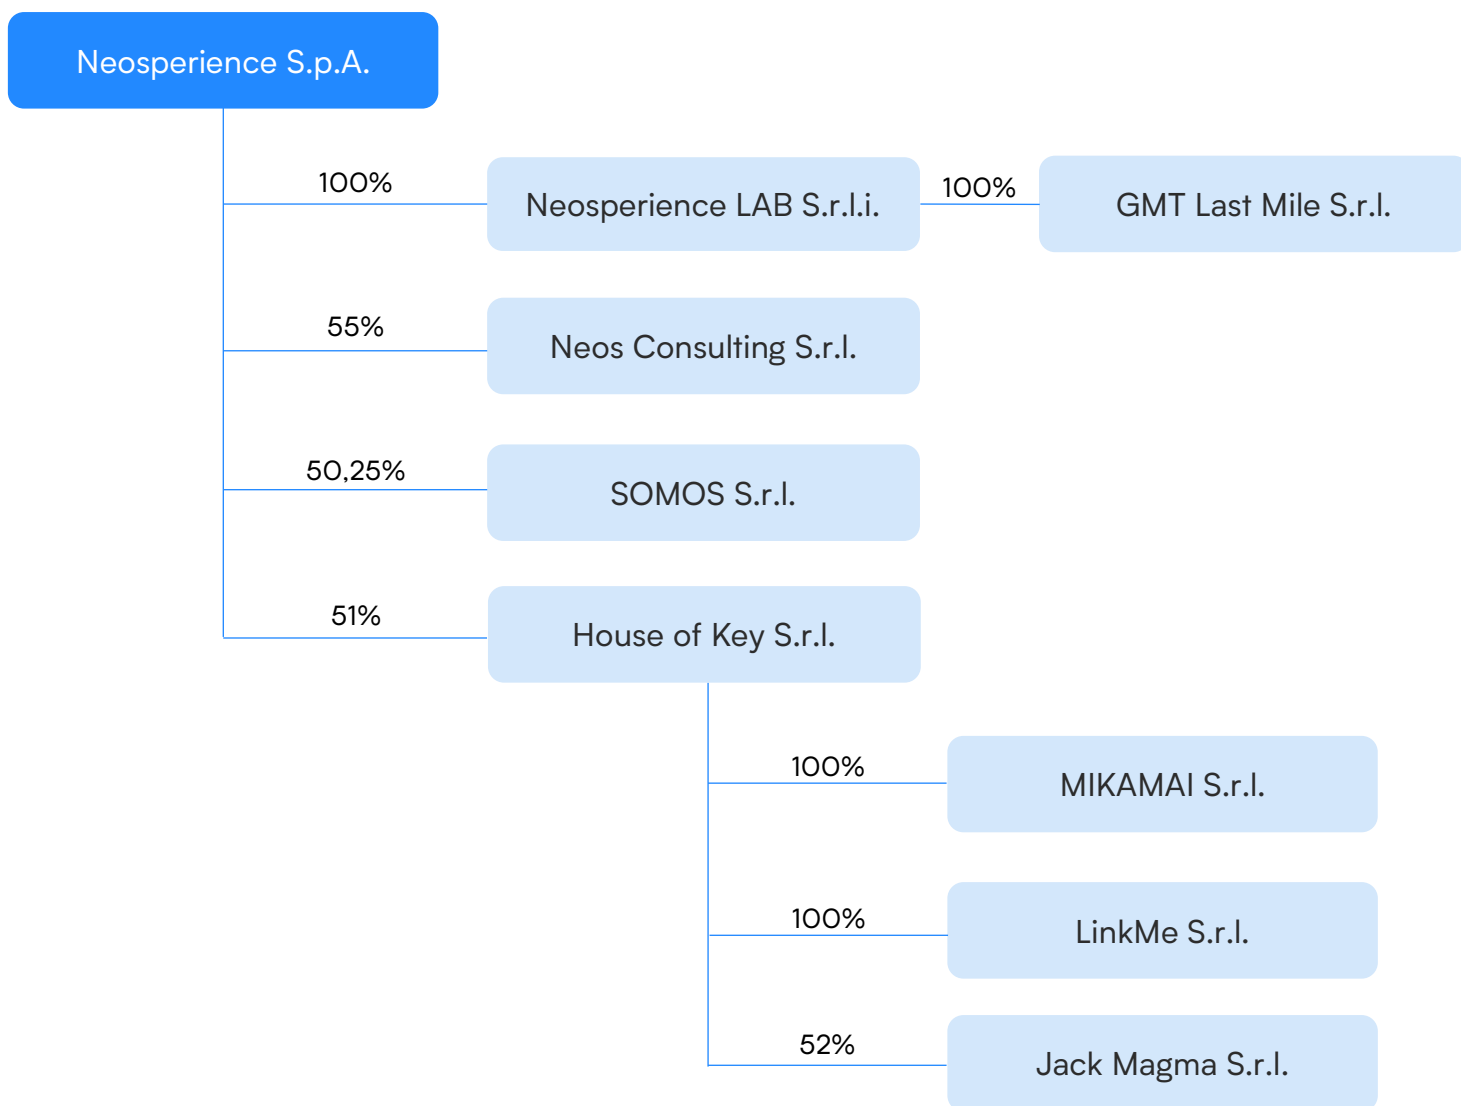 Neosperience S.p.A.
100%
Neosperience LAB S.r.l.i.
100%
GMT Last Mile S.r.l.
55%
Neos Consulting S.r.l.
50,25%
SOMOS S.r.l.
51%
House of Key S.r.l.
100%
MIKAMAI S.r.l.
100%
LinkMe S.r.l.
52%
Jack Magma S.r.l.